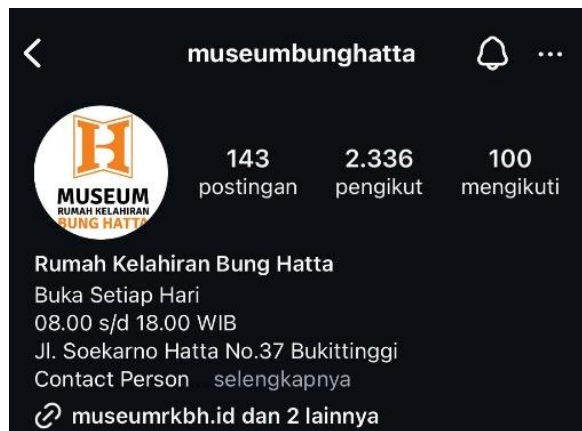 museumbunghatta
H
MUSEUM
RUMAH KELAHIRAN
BUNG HATTA
143 2.336 100
postingan pengikut mengikuti
Rumah Kelahiran Bung Hatta
Buka Setiap Hari
08.00 s/d 18.00 WIB
Jl. Soekarno Hatta No.37 Bukittinggi
Contact Person selengkapnya
museumrkbh.id dan 2 lainnya